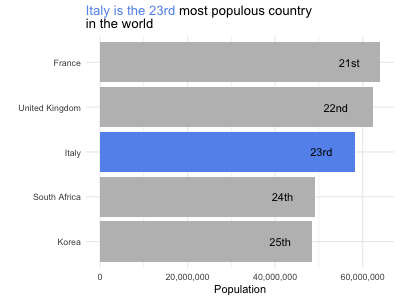 Italy is the 23rd most populous country
in the world
France
21st
United Kingdom
22nd
Italy
23rd
South Africa
24th
Korea
25th
0
20,000,000
40,000,000
60,000,000
Population